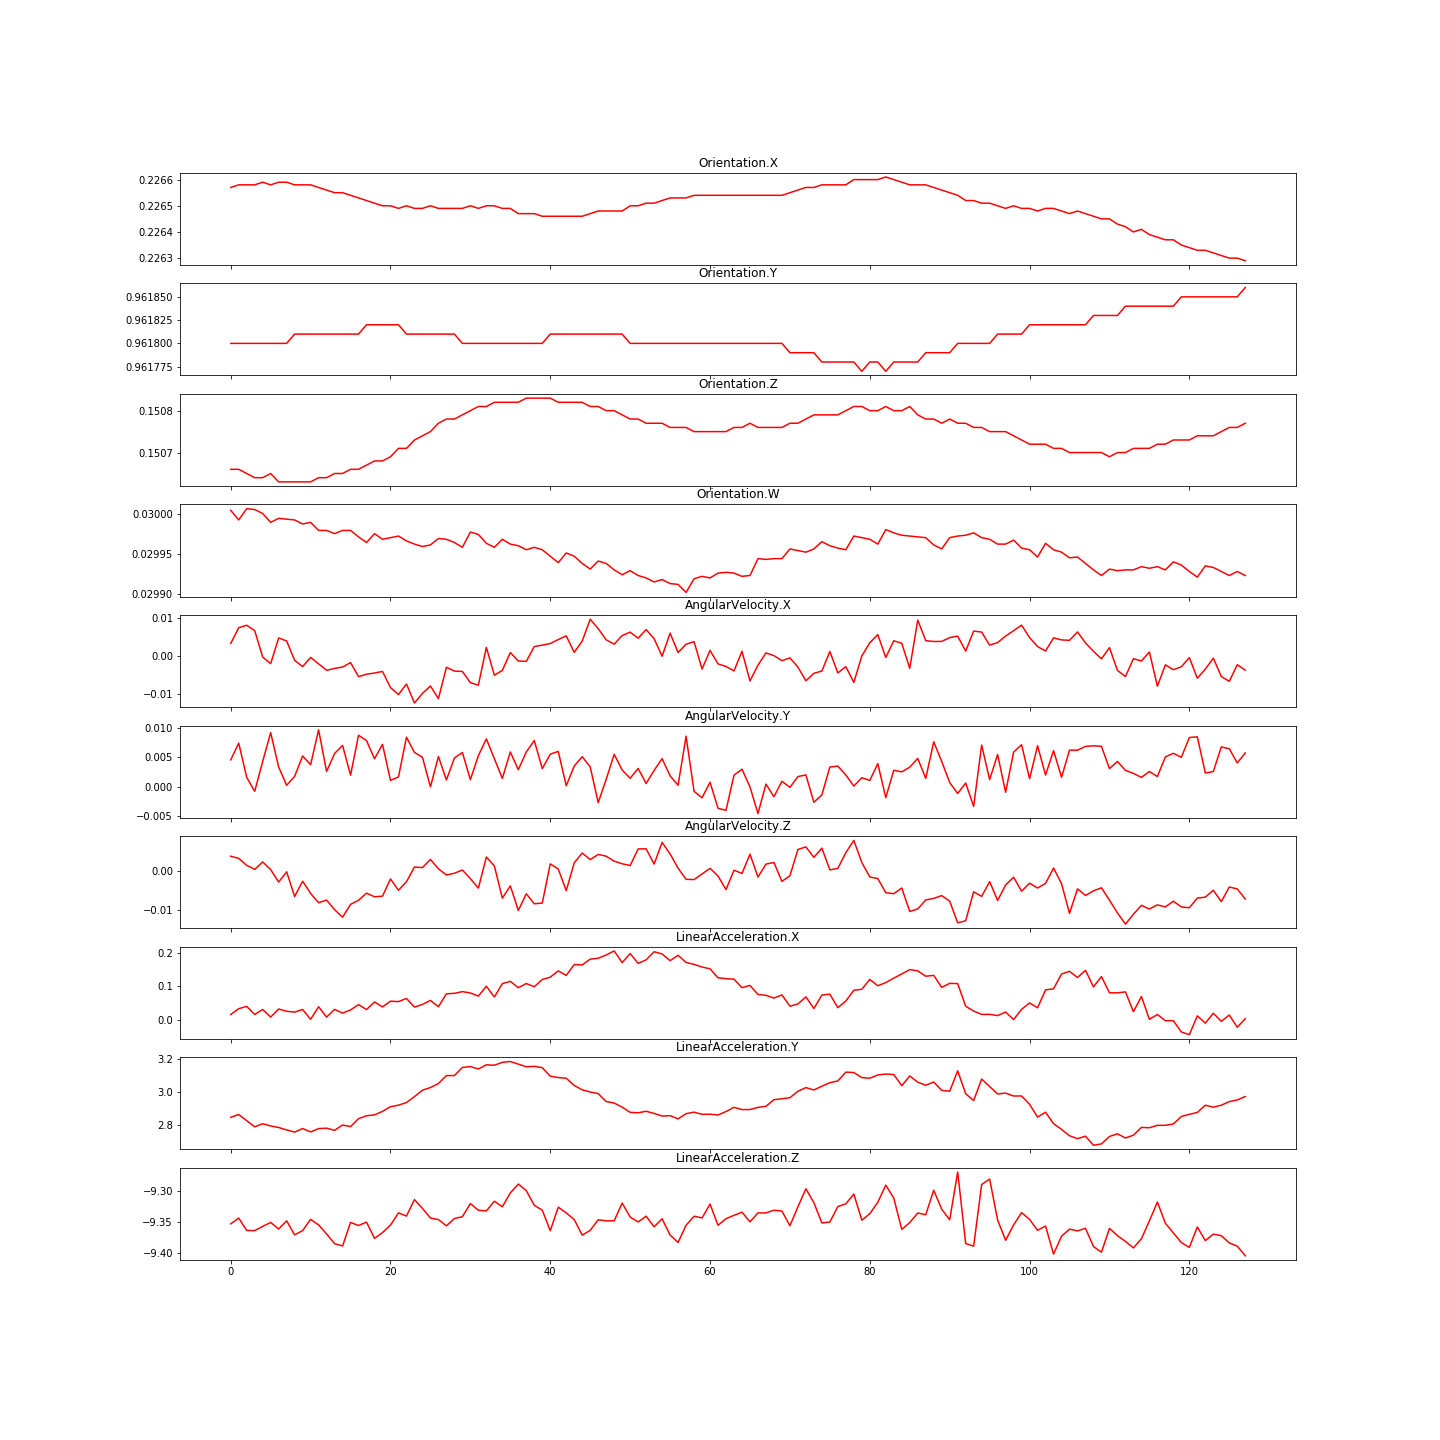 Orientation.X
0.2266
0.2265
0.2264
0.2263
Orientation.Y
0.961850
0.961825
0.961800
0.961775
Orientation.Z
0.1508
0.1507
Orientation.W
0.03000
0.02995
0.02990
AngularVelocity.X
0.01
0.00
−0.01
AngularVelocity.Y
0.010
0.005
0.000
−0.005
AngularVelocity.Z
0.00
−0.01
LinearAcceleration.X
0.2
0.1
0.0
LinearAcceleration.Y
3.2
3.0
2.8
LinearAcceleration.Z
−9.30
−9.35
−9.40
0 20 40 60 80 100 120